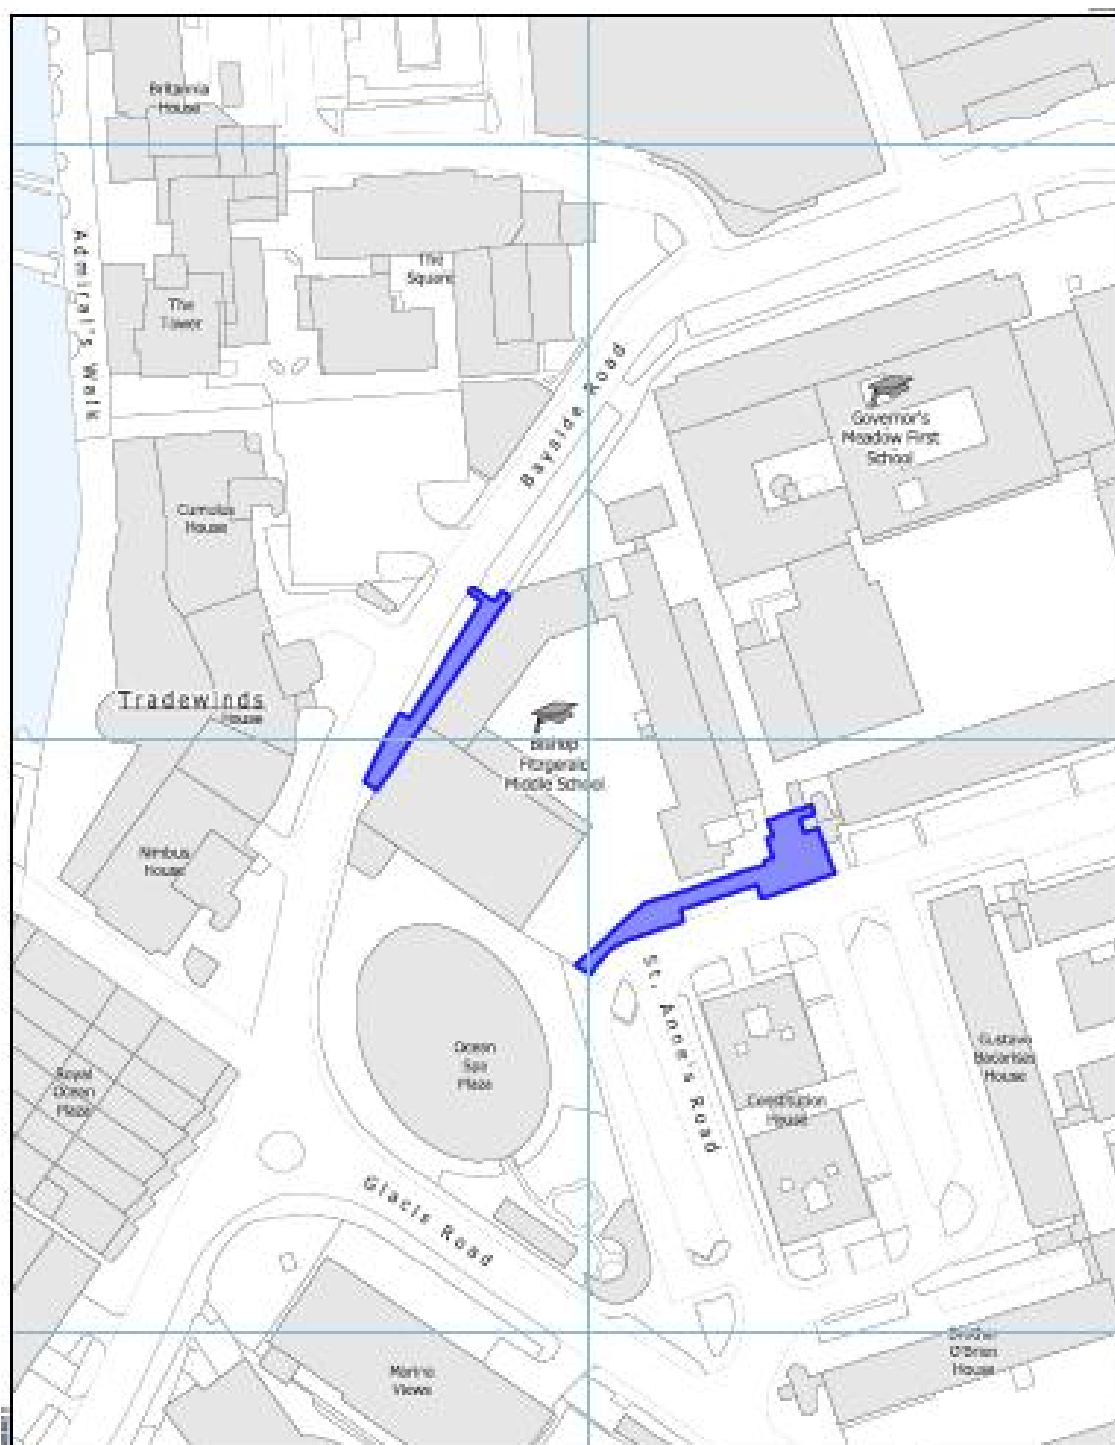 Britannia
House
Admiral's Walk
The
Square
The
Tower
Bayside Road
Governor's
Meadow First
School
Cumulus
House
Tradewinds
House
Bishop
Fitzgerald
Middle School
Nimbus
House
St. Anne's Road
Ocean
Spa
Plaza
Gustavo
Bacarisas
House
Royal
Ocean
Plaza
Constitution
House
Glacis Road
O'Brien
House
Marina
Views